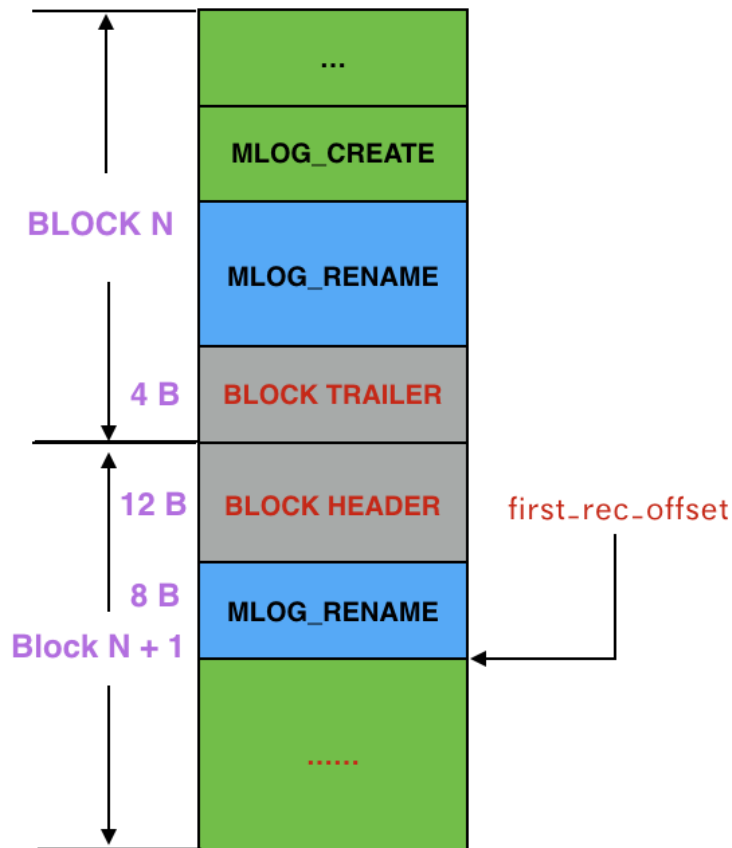 ...
MLOG_CREATE
BLOCK N
MLOG_RENAME
4 B
BLOCK TRAILER
12 B
BLOCK HEADER
first_rec_offset
8 B
MLOG_RENAME
Block N + 1
......